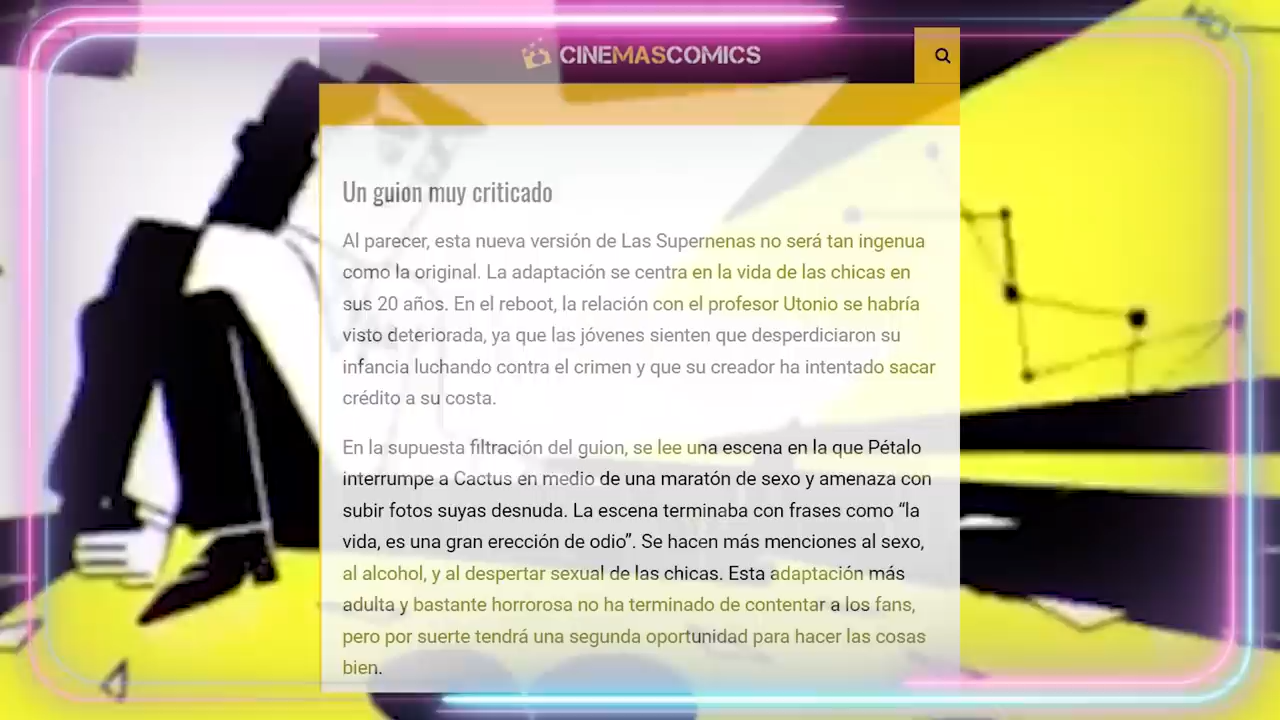 CINEMASCOMICS
Un guion muy criticado
Al parecer, esta nueva versión de Las Supernenas no será tan ingenua
como la original. La adaptación se centra en la vida de las chicas en
sus 20 años. En el reboot, la relación con el profesor Utonio se habría
visto deteriorada, ya que las jóvenes sienten que desperdiciaron su
infancia luchando contra el crimen y que su creador ha intentado sacar
crédito a su costa.
En la supuesta filtración del guion, se lee una escena en la que Pétalo
interrumpe a Cactus en medio de una maratón de sexo y amenaza con
subir fotos suyas desnuda. La escena terminaba con frases como “la
vida, es una gran erección de odio”. Se hacen más menciones al sexo,
al alcohol, y al despertar sexual de las chicas. Esta adaptación más
adulta y bastante horrorosa no ha terminado de contentar a los fans,
pero por suerte tendrá una segunda oportunidad para hacer las cosas
bien.